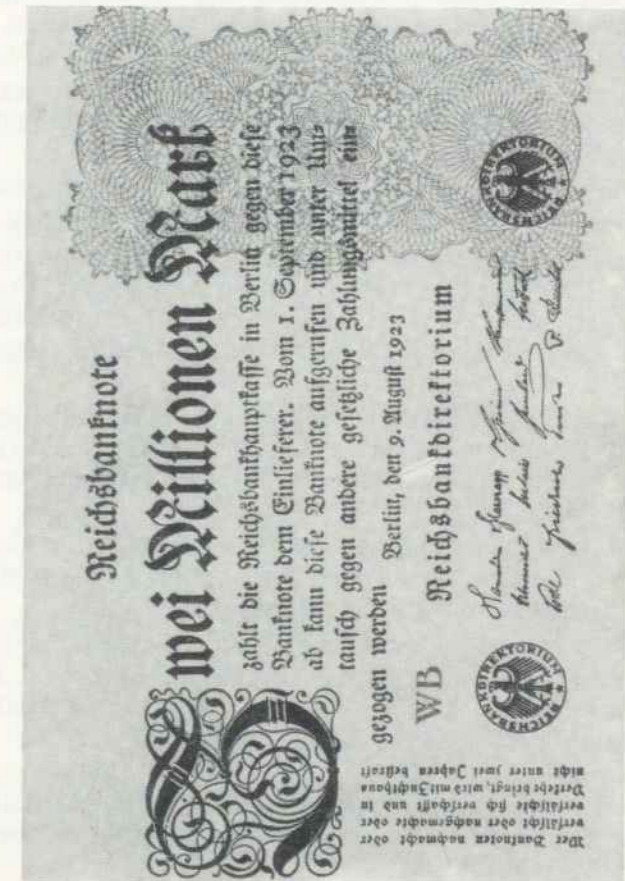 Reichsbanknote
Zwei Millionen Mark
zahlt die Reichsbankhauptkasse in Berlin gegen diese
Banknote dem Einlieferer. Vom 1. September 1923
ab kann diese Banknote aufgerufen und unter Um-
tausch gegen andere gesetzliche Zahlungsmittel ein-
gezogen werden
Berlin, den 9. August 1923
Reichsbankdirektorium
WB
REICHSBANKDIREKTORIUM
REICHSBANKDIREKTORIUM
Wer Banknoten nachmacht oder
verfälscht oder nachgemachte oder
verfälschte sich verschafft und in
Verkehr bringt, wird mit Zuchthaus
nicht unter zwei Jahren bestraft